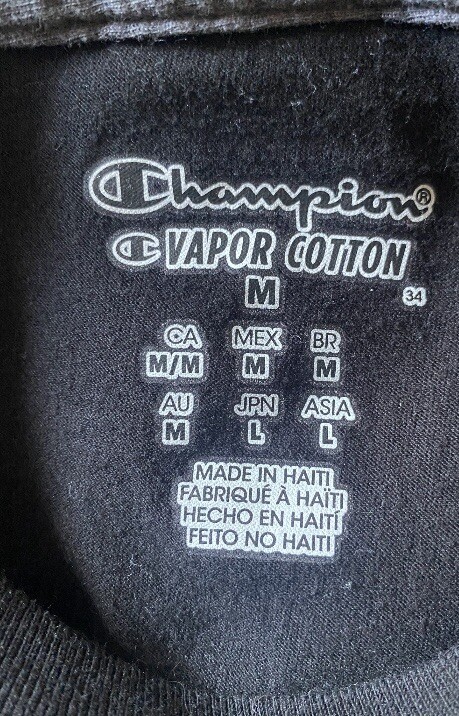 Champion®
VAPOR COTTON
M
34
CA MEX BR
M/M M M
AU JPN ASIA
M L L
MADE IN HAITI
FABRIQUÉ À HAÏTI
HECHO EN HAITÍ
FEITO NO HAITI